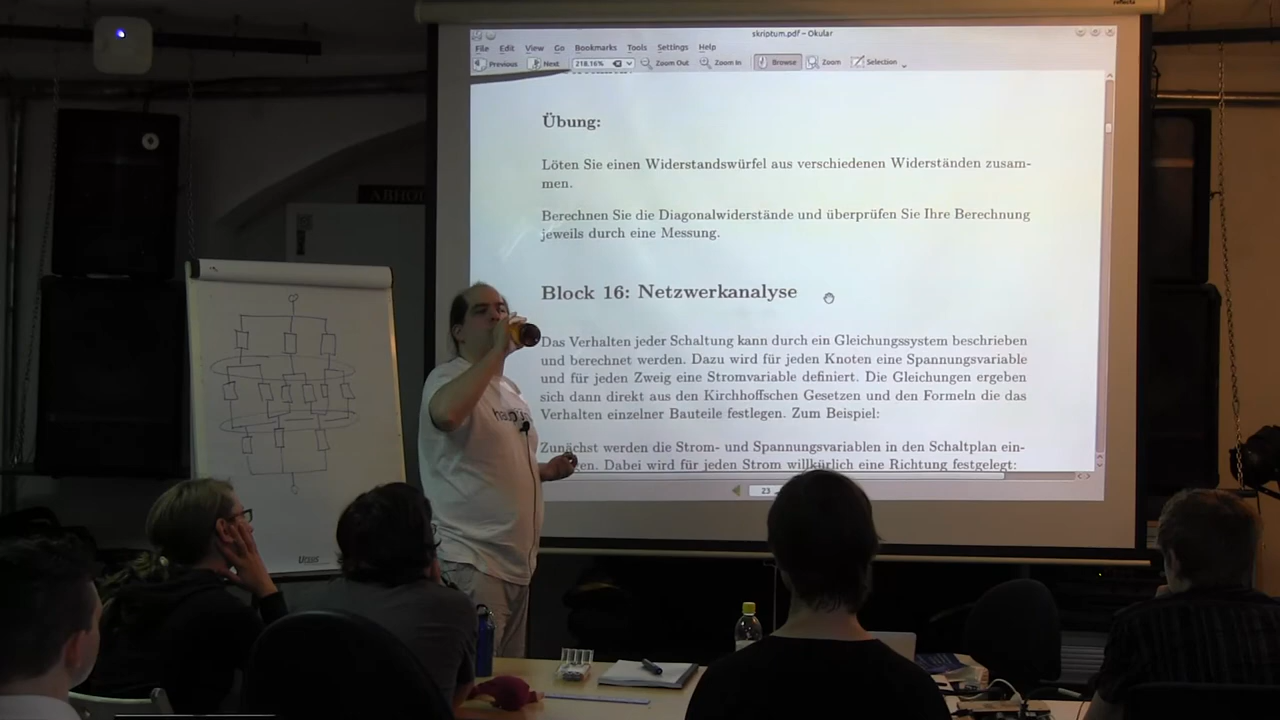 reflecta
skriptum.pdf – Okular
File Edit View Go Bookmarks Tools Settings Help
Previous Next 218.16% Zoom Out Zoom In Browse Zoom Selection
Übung:
Löten Sie einen Widerstandswürfel aus verschiedenen Widerständen zusam-
men.
Berechnen Sie die Diagonalwiderstände und überprüfen Sie Ihre Berechnung
jeweils durch eine Messung.
Block 16: Netzwerkanalyse
Das Verhalten jeder Schaltung kann durch ein Gleichungssystem beschrieben
und berechnet werden. Dazu wird für jeden Knoten eine Spannungsvariable
und für jeden Zweig eine Stromvariable definiert. Die Gleichungen ergeben
sich dann direkt aus den Kirchhoffschen Gesetzen und den Formeln die das
Verhalten einzelner Bauteile festlegen. Zum Beispiel:
Zunächst werden die Strom- und Spannungsvariablen in den Schaltplan ein-
gen. Dabei wird für jeden Strom willkürlich eine Richtung festgelegt:
23